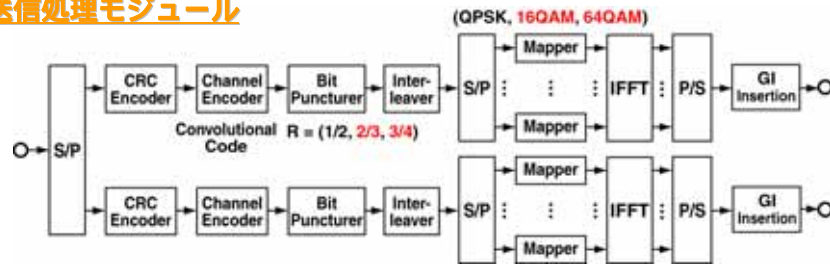 送信処理モジュール
(QPSK, 16QAM, 64QAM)
S/P
CRC Encoder
Channel Encoder
Bit Puncturer
Inter-leaver
S/P
Mapper
Mapper
IFFT
P/S
GI Insertion
Convolutional Code
R = (1/2, 2/3, 3/4)
CRC Encoder
Channel Encoder
Bit Puncturer
Inter-leaver
S/P
Mapper
Mapper
IFFT
P/S
GI Insertion